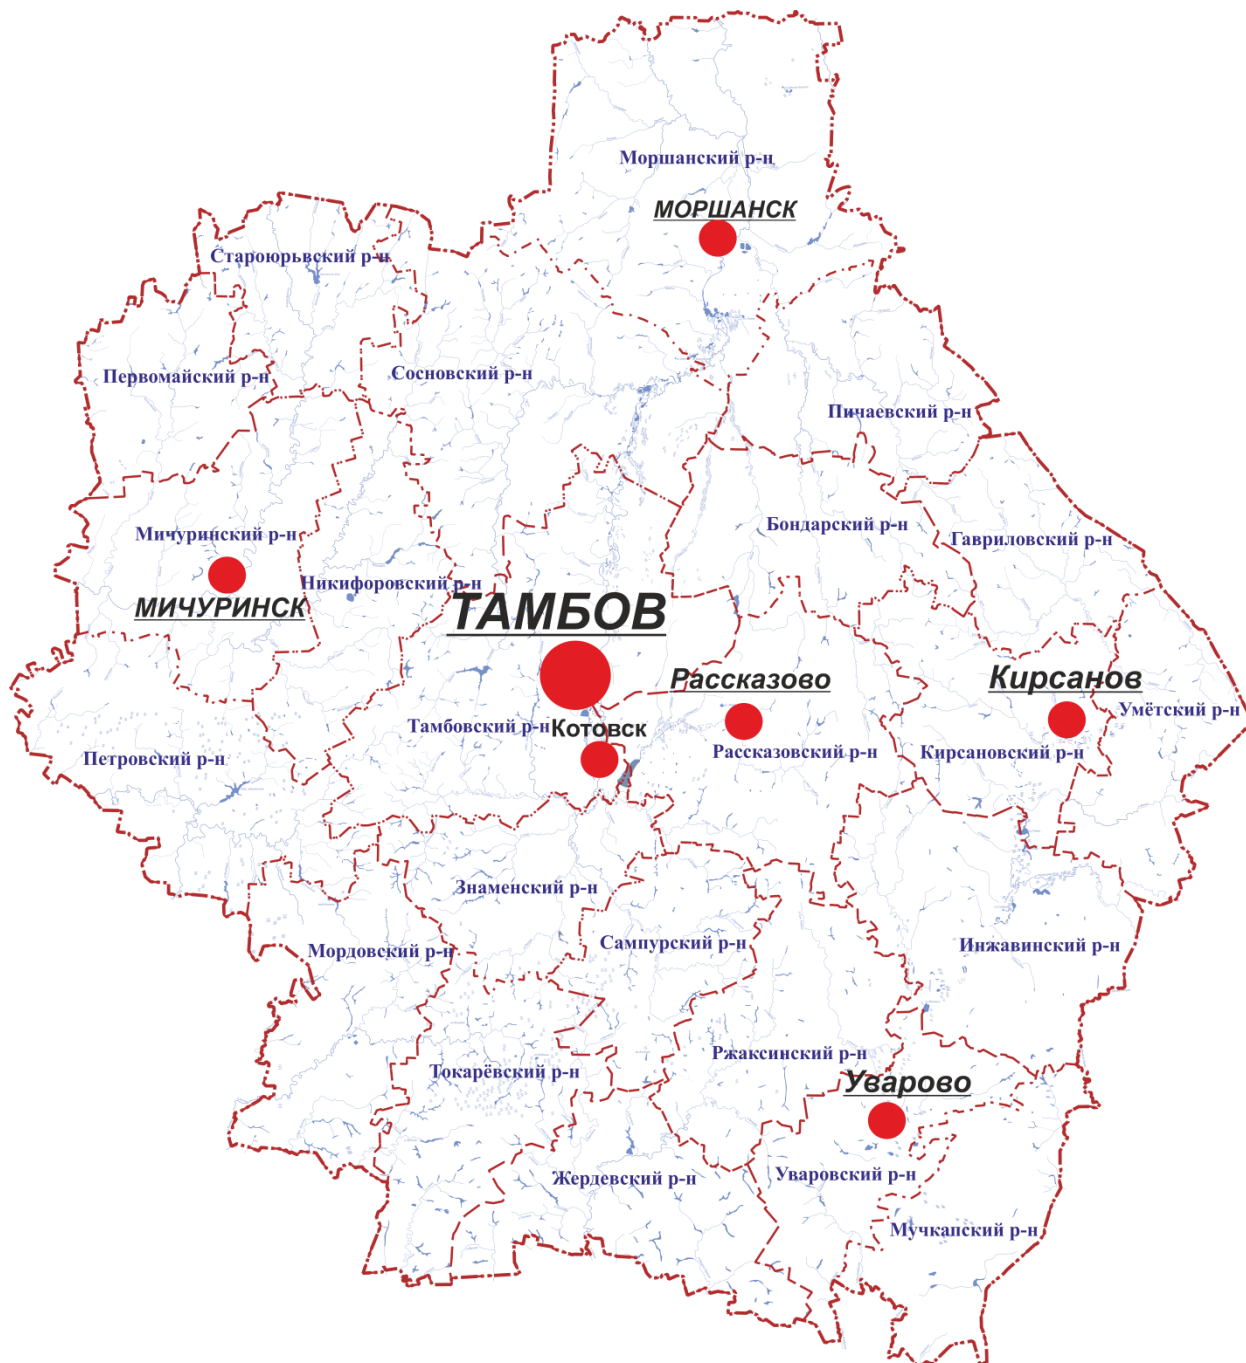 Моршанский р-н
МОРШАНСК
Староюрьвский р-н
Первомайский р-н
Сосновский р-н
Пичаевский р-н
Мичуринский р-н
Бондарский р-н
Гавриловский р-н
Никифоровский р-н
МИЧУРИНСК
ТАМБОВ
Рассказово
Кирсанов
Умётский р-н
Тамбовский р-н
Котовск
Петровский р-н
Рассказовский р-н
Кирсановский р-н
Знаменский р-н
Мордовский р-н
Сампурский р-н
Инжавинский р-н
Токарёвский р-н
Ржаксинский р-н
Уварово
Жердевский р-н
Уваровский р-н
Мучкапский р-н